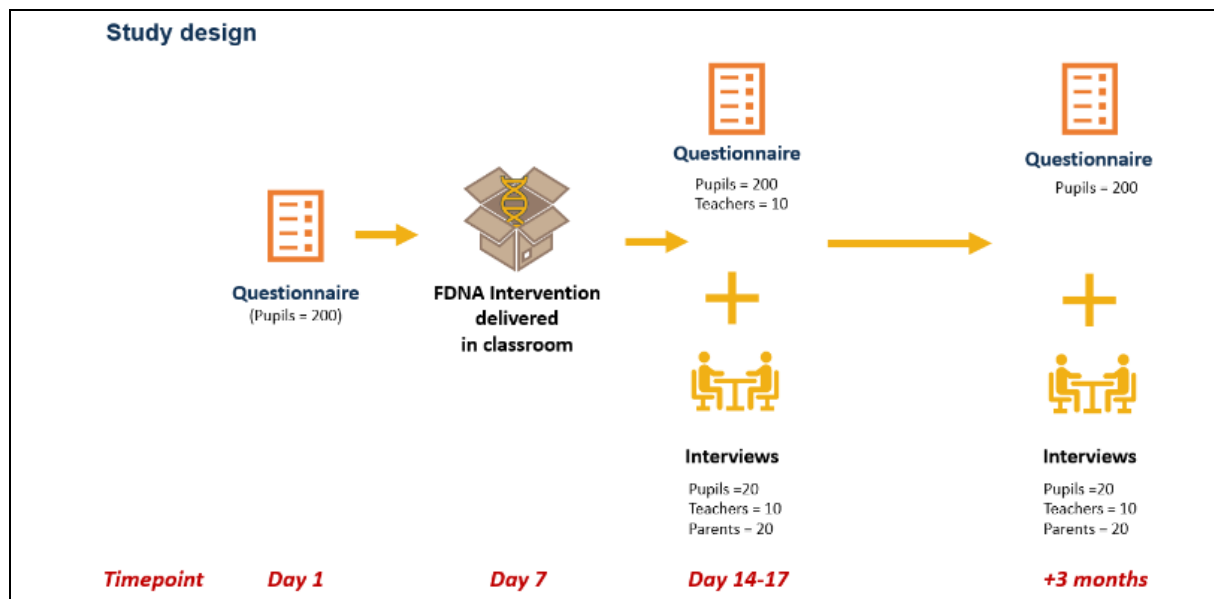 Study design
Questionnaire
(Pupils = 200)
FDNA Intervention
delivered
in classroom
Questionnaire
Pupils = 200
Teachers = 10
Interviews
Pupils =20
Teachers = 10
Parents – 20
Questionnaire
Pupils – 200
Interviews
Pupils =20
Teachers = 10
Parents – 20
Timepoint Day 1 Day 7 Day 14-17 +3 months